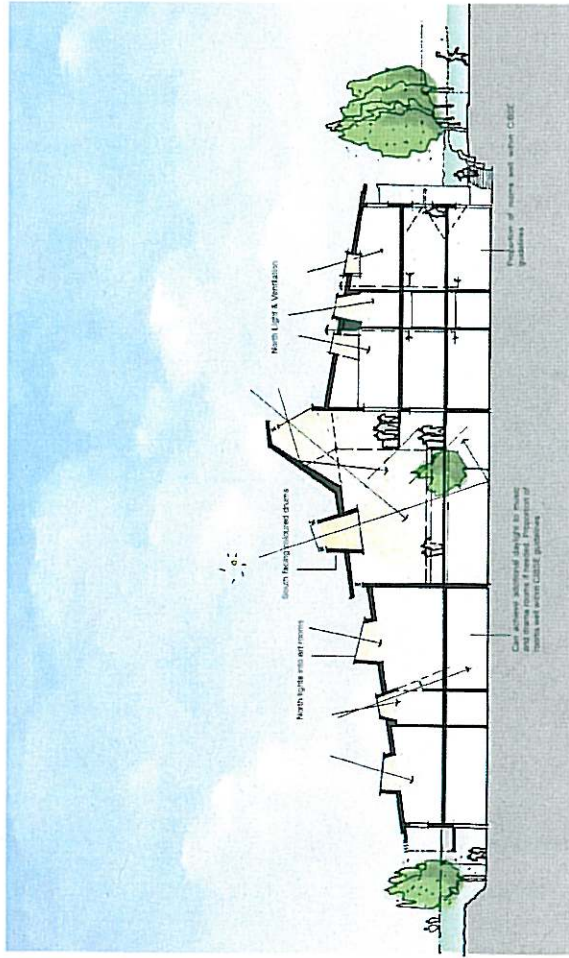 North Light & Ventilation
South facing coloured drums
North lights into art rooms
Can achieve additional daylight to music
and drama rooms if needed. Proportion of
rooms well within CIBSE guidelines
Proportion of rooms well within CIBSE
guidelines